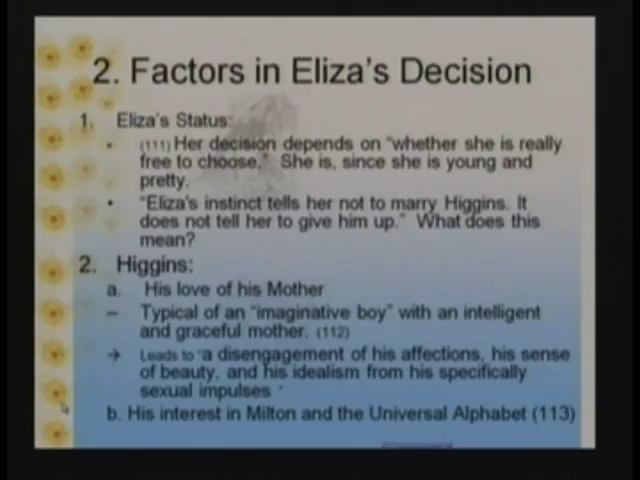 2. Factors in Eliza's Decision
1. Eliza's Status:
• (111) Her decision depends on "whether she is really
free to choose." She is, since she is young and
pretty.
• "Eliza's instinct tells her not to marry Higgins. It
does not tell her to give him up." What does this
mean?
2. Higgins:
a. His love of his Mother
– Typical of an "imaginative boy" with an intelligent
and graceful mother. (112)
→ Leads to "a disengagement of his affections, his sense
of beauty, and his idealism from his specifically
sexual impulses "
b. His interest in Milton and the Universal Alphabet (113)